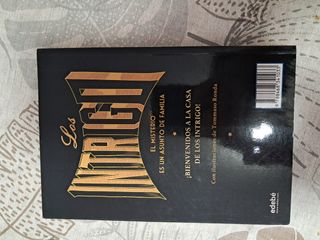 Los
INTRIGO
EL MISTERIO
ES UN ASUNTO DE FAMILIA
¡BIENVENIDOS A LA CASA
DE LOS INTRIGO!
Con ilustraciones de Tommaso Ronda
edebé